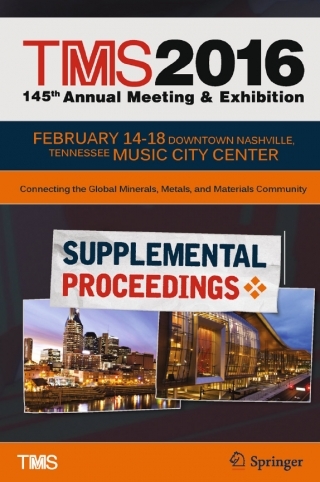 TMS2016
145th Annual Meeting & Exhibition
FEBRUARY 14-18 DOWNTOWN NASHVILLE,
TENNESSEE MUSIC CITY CENTER
Connecting the Global Minerals, Metals, and Materials Community
SUPPLEMENTAL
PROCEEDINGS
TMS
Springer